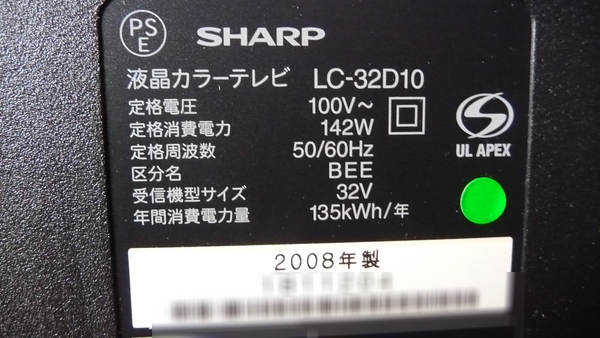 PS
E
SHARP
液晶カラーテレビ LC-32D10
定格電圧 100V～
定格消費電力 142W
定格周波数 50/60Hz
区分名 BEE
受信機型サイズ 32V
年間消費電力量 135kWh/年
UL APEX
2008年製